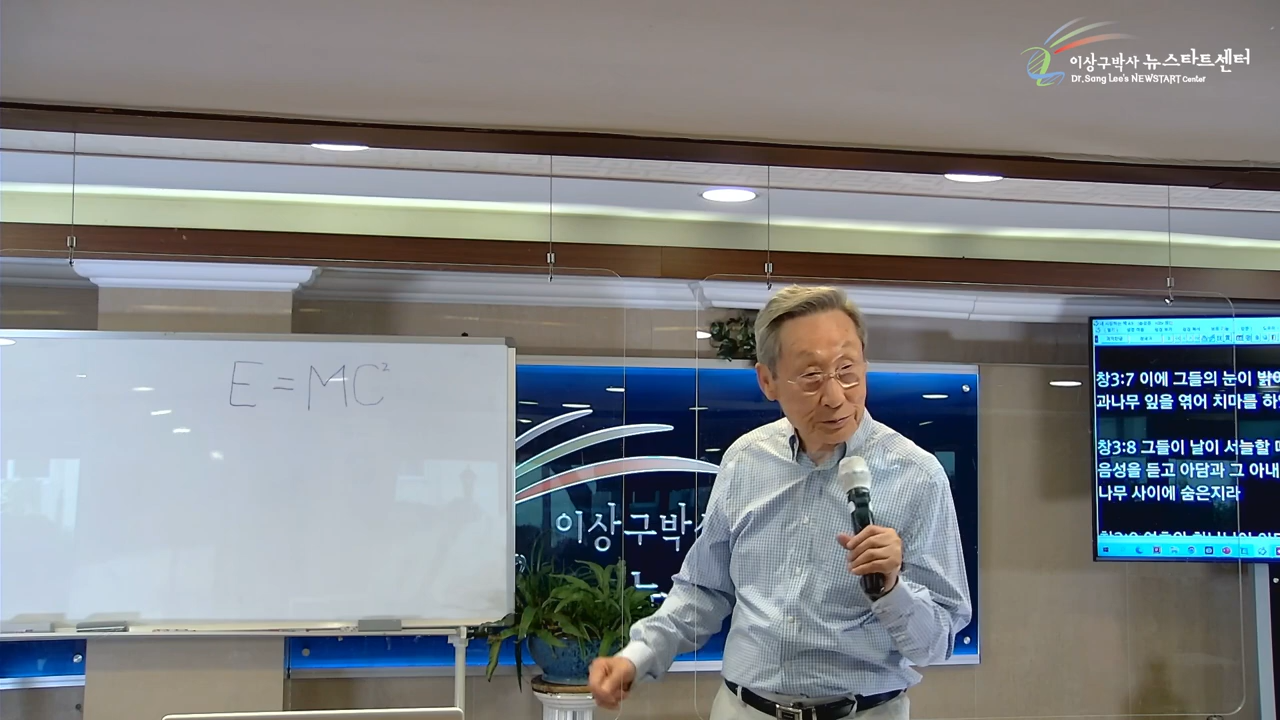 이상구박사 뉴스타트센터
Dr. Sang Lee's NEWSTART Center
E=MC²
이상구박사
창3:7 이에 그들의 눈이 밝아
과나무 잎을 엮어 치마를 하
창3:8 그들이 날이 서늘할 때
음성을 듣고 아담과 그 아내
나무 사이에 숨은지라